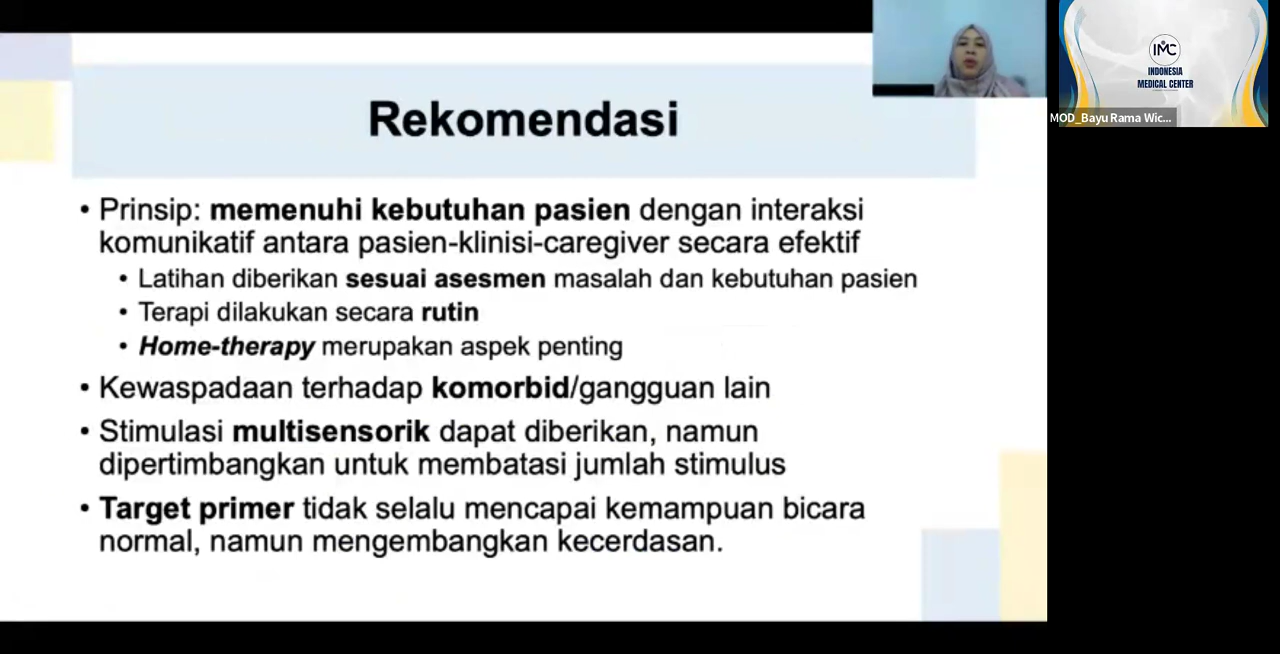 Rekomendasi
• Prinsip: memenuhi kebutuhan pasien dengan interaksi
komunikatif antara pasien-klinisi-caregiver secara efektif
• Latihan diberikan sesuai asesmen masalah dan kebutuhan pasien
• Terapi dilakukan secara rutin
• Home-therapy merupakan aspek penting
• Kewaspadaan terhadap komorbid/gangguan lain
• Stimulasi multisensorik dapat diberikan, namun
dipertimbangkan untuk membatasi jumlah stimulus
• Target primer tidak selalu mencapai kemampuan bicara
normal, namun mengembangkan kecerdasan.
IMC
INDONESIA
MEDICAL CENTER
MOD_Bayu Rama Wic...